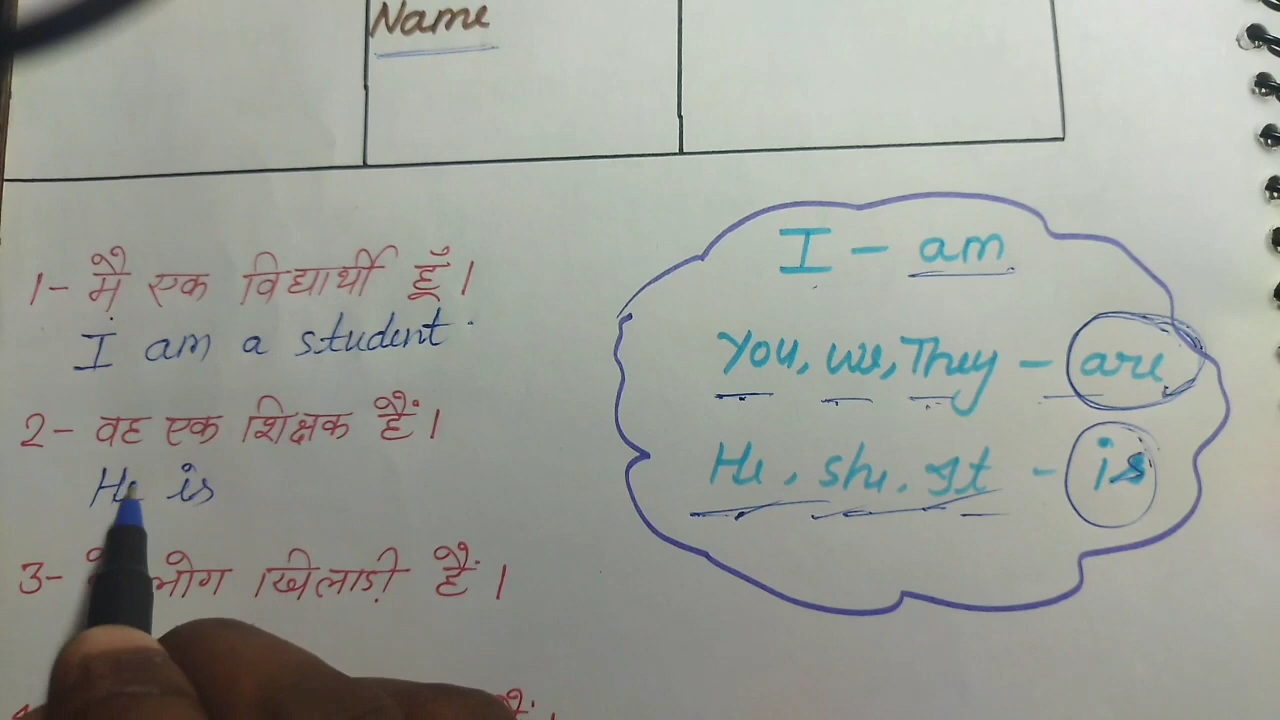 Name
1- मै एक विद्यार्थी हूँ।
I am a student.
2- वह एक शिक्षक हैं।
He is
3- लोग खिलाड़ी हैं।
I - am
You, we, They - are
He, she, It - is